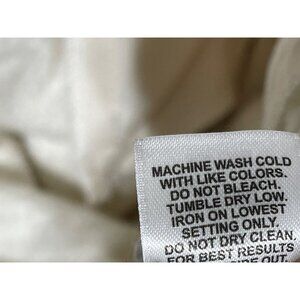 MACHINE WASH COLD
WITH LIKE COLORS.
DO NOT BLEACH.
TUMBLE DRY LOW.
IRON ON LOWEST
SETTING ONLY.
DO NOT DRY CLEAN.
FOR BEST RESULTS
OUT.